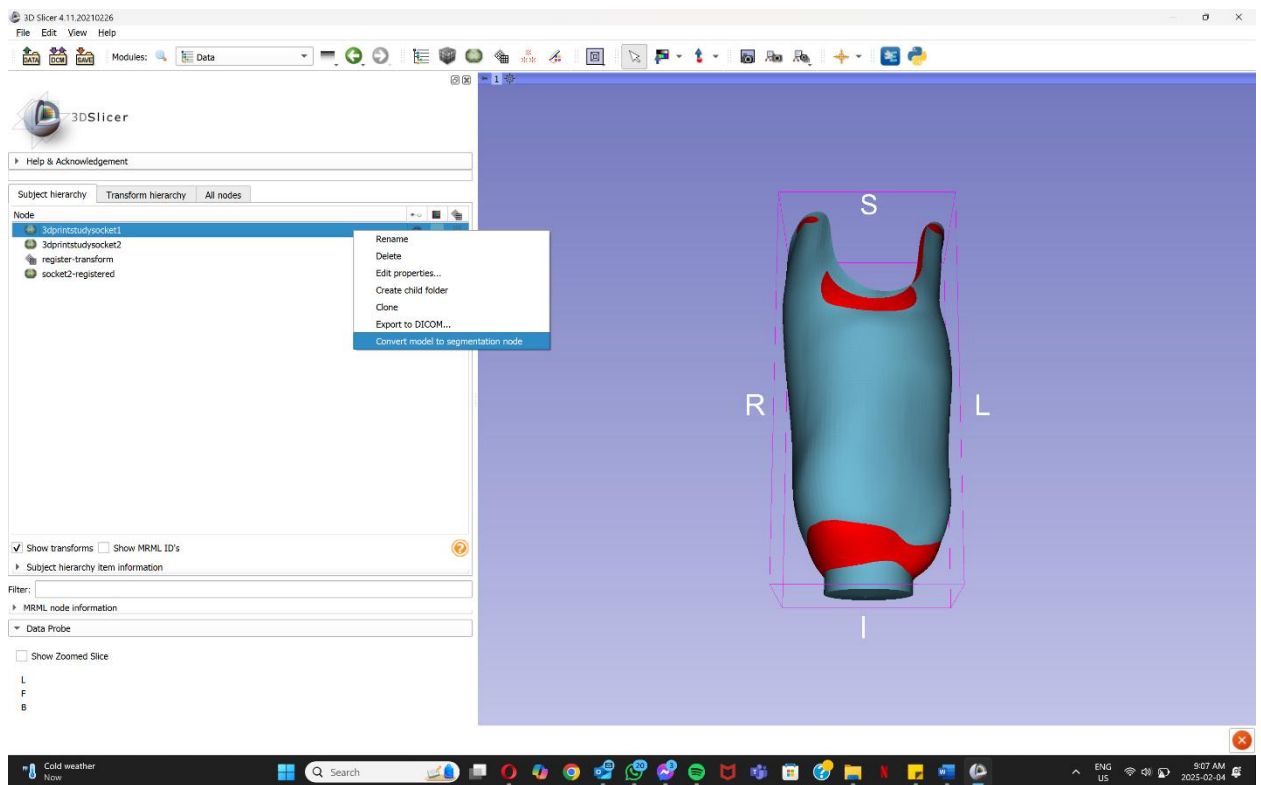 3D Slicer 4.11.20210226
File Edit View Help
DATA DCM SAVE Modules: Data
1
3DSlicer
Help & Acknowledgement
Subject hierarchy Transform hierarchy All nodes
Node
3dprintstudysocket1
3dprintstudysocket2
register-transform
socket2-registered
Rename
Delete
Edit properties...
Create child folder
Clone
Export to DICOM...
Convert model to segmentation node
S
R
L
I
Show transforms Show MRML ID's
Subject hierarchy item information
Filter:
MRML node information
Data Probe
Show Zoomed Slice
L
F
B
Cold weather
Now
Search
20
3
ENG
US
9:07 AM
2025-02-04